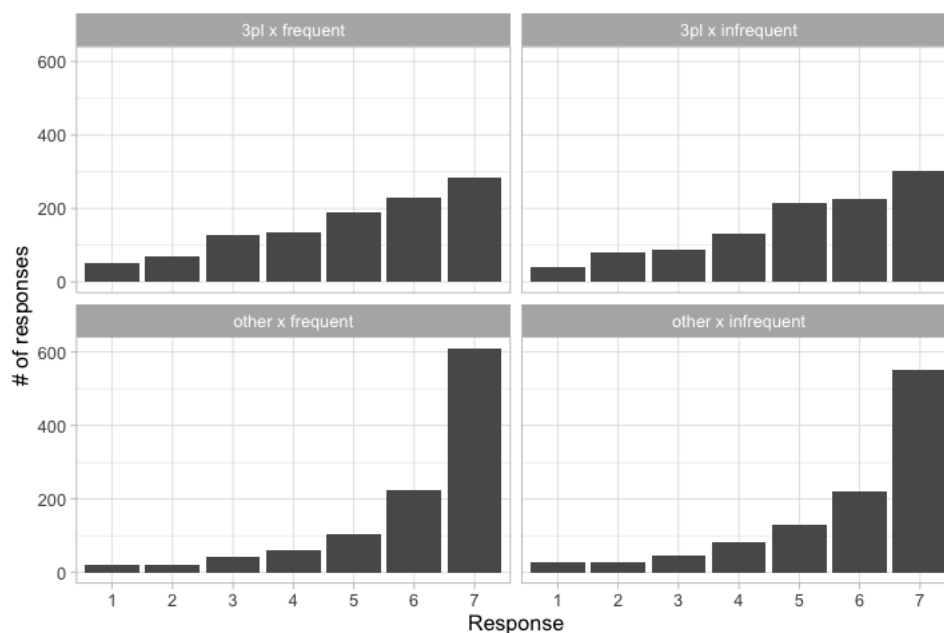 3pl x frequent
3pl x infrequent
600
400
200
0
other x frequent
other x infrequent
600
400
200
0
# of responses
1 2 3 4 5 6 7
1 2 3 4 5 6 7
Response